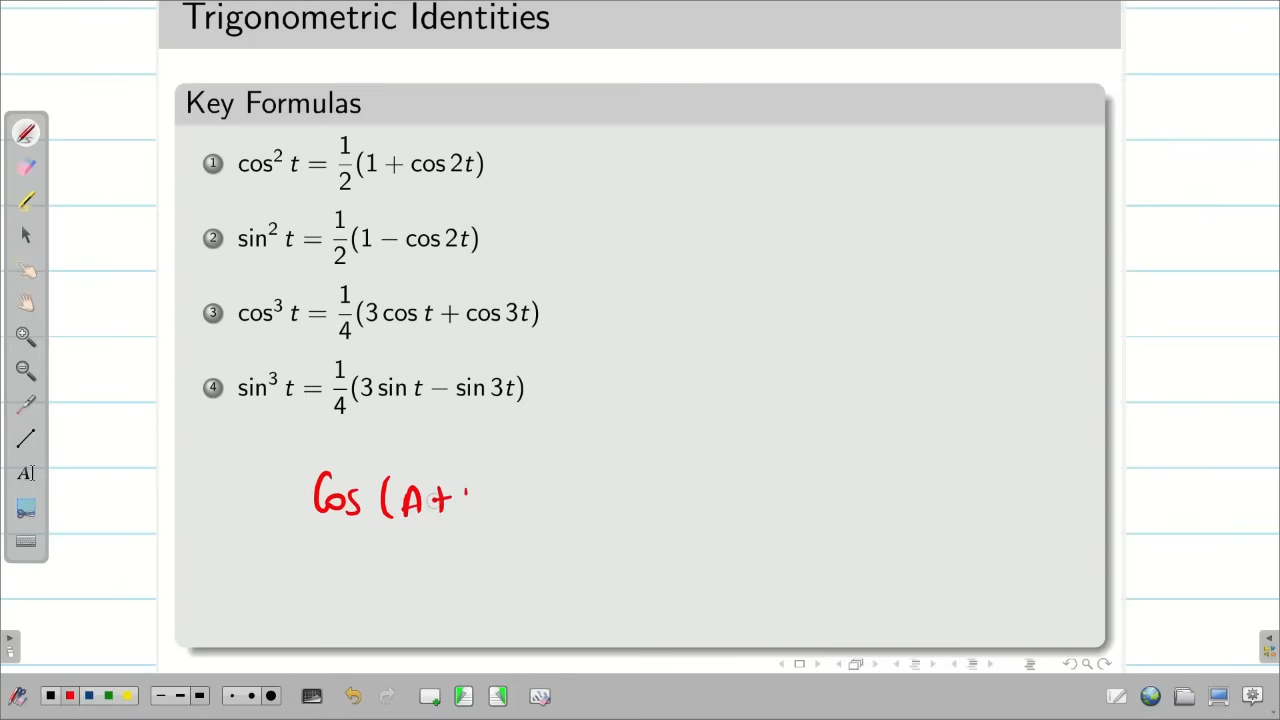 Trigonometric Identities
Key Formulas
1 cos² t = 1/2 (1 + cos 2t)
2 sin² t = 1/2 (1 − cos 2t)
3 cos³ t = 1/4 (3 cos t + cos 3t)
4 sin³ t = 1/4 (3 sin t − sin 3t)
Cos (A+